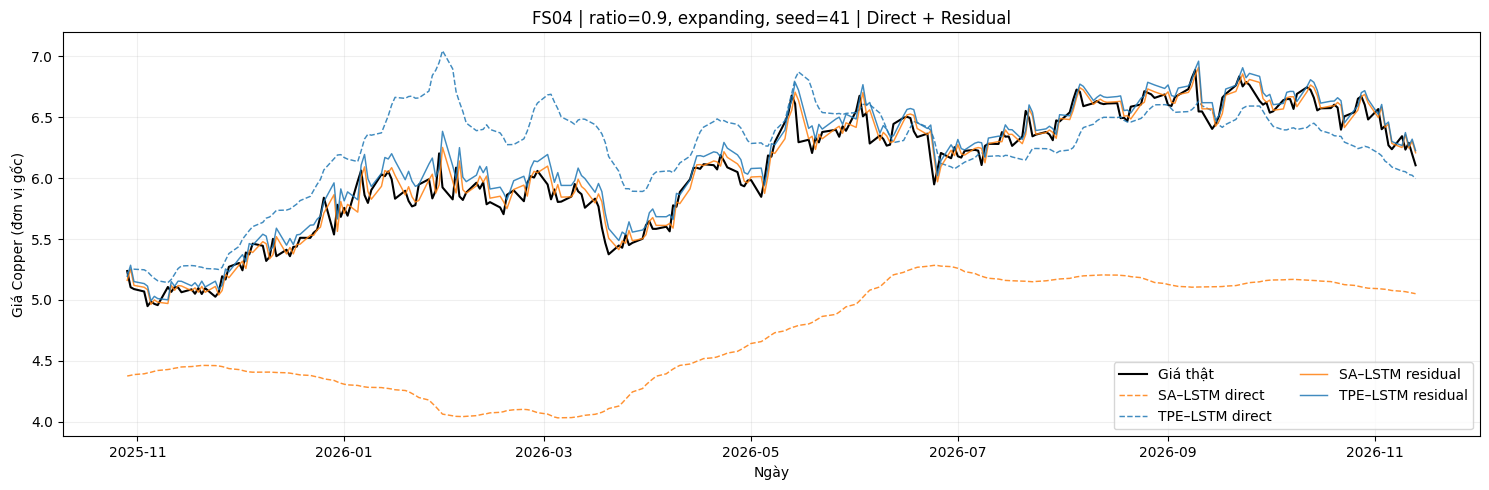 FS04 | ratio=0.9, expanding, seed=41 | Direct + Residual
Giá Copper (đơn vị gốc)
7.0
6.5
6.0
5.5
5.0
4.5
4.0
Giá thật
SA–LSTM direct
TPE–LSTM direct
SA–LSTM residual
TPE–LSTM residual
2025-11
2026-01
2026-03
2026-05
2026-07
2026-09
2026-11
Ngày